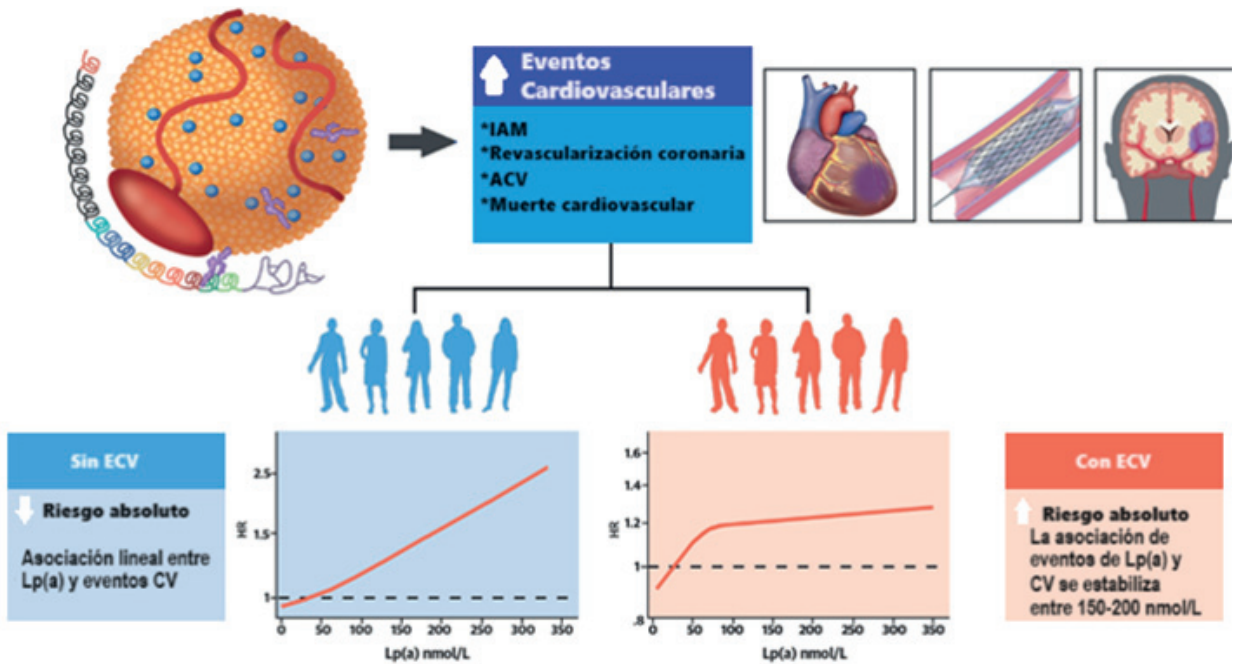 Eventos
Cardiovasculares
*IAM
*Revascularización coronaria
*ACV
*Muerte cardiovascular
Sin ECV
Riesgo absoluto
Asociación lineal entre
Lp(a) y eventos CV
2.5
1.5
1
HR
0 50 100 150 200 250 300 350
Lp(a) nmol/L
1.6
1.4
1.2
1
.8
HR
0 50 100 150 200 250 300 350
Lp(a) nmol/L
Con ECV
Riesgo absoluto
La asociación de
eventos de Lp(a) y
CV se estabiliza
entre 150-200 nmol/L